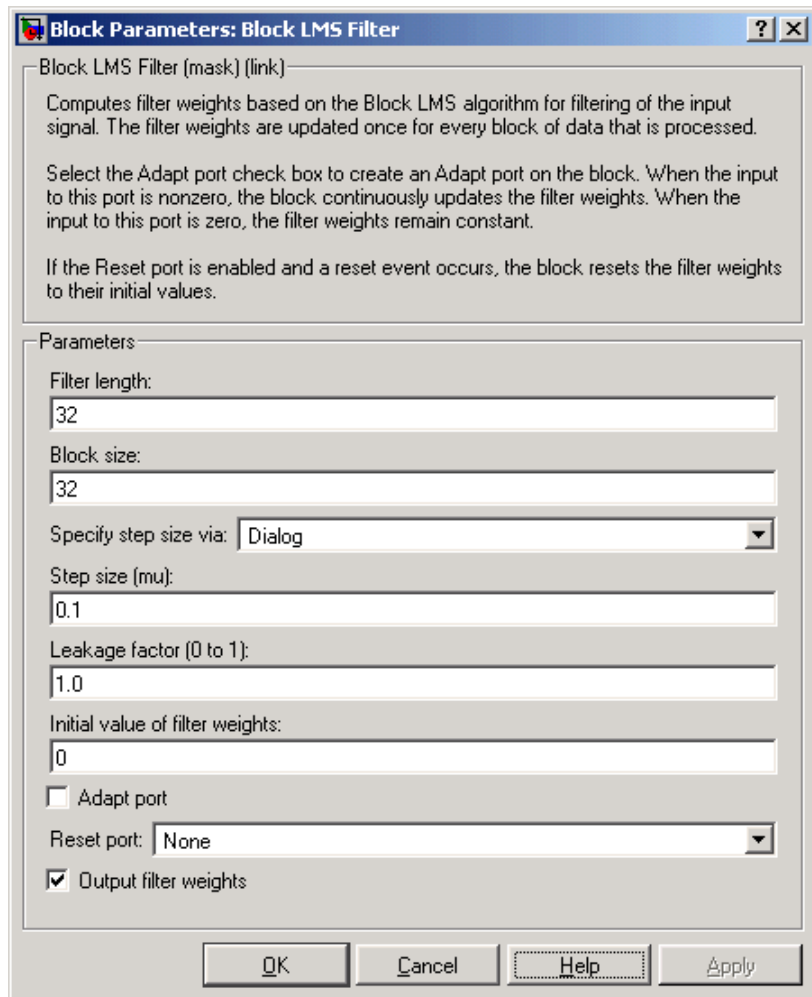 Block Parameters: Block LMS Filter
Block LMS Filter (mask) (link)
Computes filter weights based on the Block LMS algorithm for filtering of the input
signal. The filter weights are updated once for every block of data that is processed.
Select the Adapt port check box to create an Adapt port on the block. When the input
to this port is nonzero, the block continuously updates the filter weights. When the
input to this port is zero, the filter weights remain constant.
If the Reset port is enabled and a reset event occurs, the block resets the filter weights
to their initial values.
Parameters
Filter length:
32
Block size:
32
Specify step size via: Dialog
Step size (mu):
0.1
Leakage factor (0 to 1):
1.0
Initial value of filter weights:
0
Adapt port
Reset port: None
Output filter weights
OK Cancel Help Apply